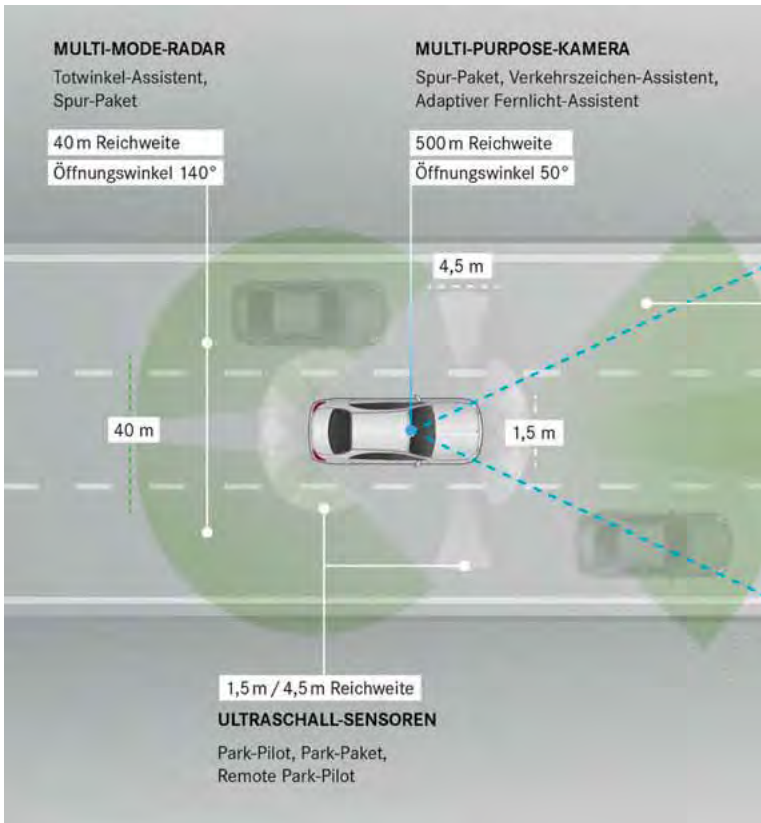 MULTI-MODE-RADAR
Totwinkel-Assistent,
Spur-Paket
40 m Reichweite
Öffnungswinkel 140°
MULTI-PURPOSE-KAMERA
Spur-Paket, Verkehrszeichen-Assistent,
Adaptiver Fernlicht-Assistent
500 m Reichweite
Öffnungswinkel 50°
4,5 m
40 m
1,5 m
1,5 m / 4,5 m Reichweite
ULTRASCHALL-SENSOREN
Park-Pilot, Park-Paket,
Remote Park-Pilot